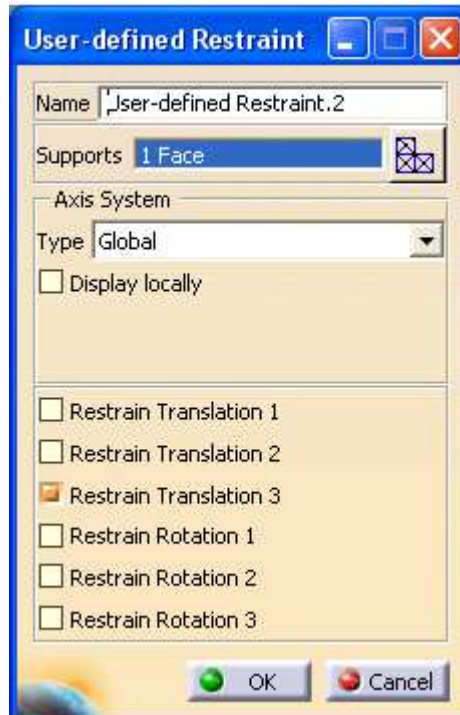 User-defined Restraint
Name User-defined Restraint.2
Supports 1 Face
Axis System
Type Global
Display locally
Restrain Translation 1
Restrain Translation 2
Restrain Translation 3
Restrain Rotation 1
Restrain Rotation 2
Restrain Rotation 3
OK Cancel